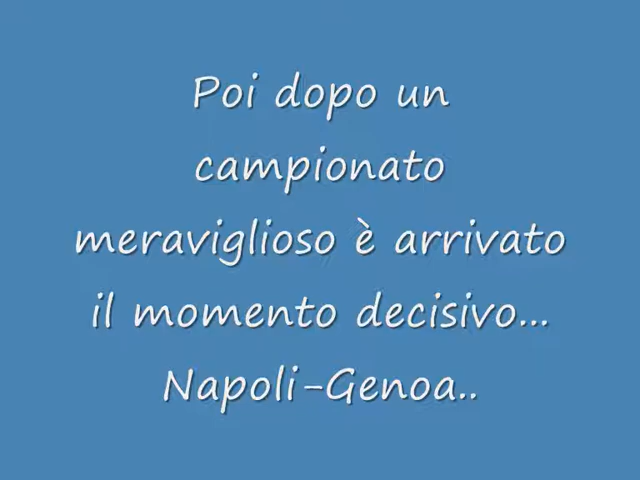 Poi dopo un
campionato
meraviglioso è arrivato
il momento decisivo...
Napoli-Genoa..